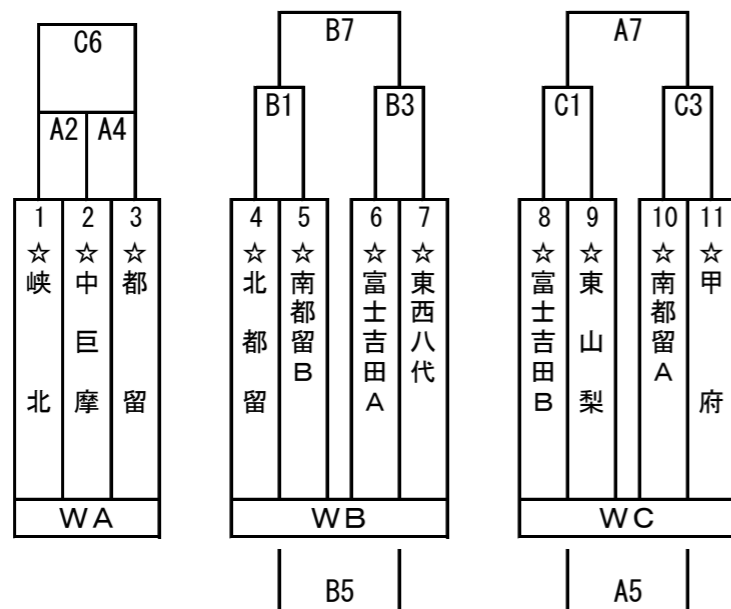 C6
B7
A7
A2 A4
B1
B3
C1
C3
1
☆峡北
2
☆中巨摩
3
☆都留
4
☆北都留
5
☆南都留B
6
☆富士吉田A
7
☆東西八代
8
☆富士吉田B
9
☆東山梨
10
☆南都留A
11
☆甲府
WA
WB
WC
B5
A5